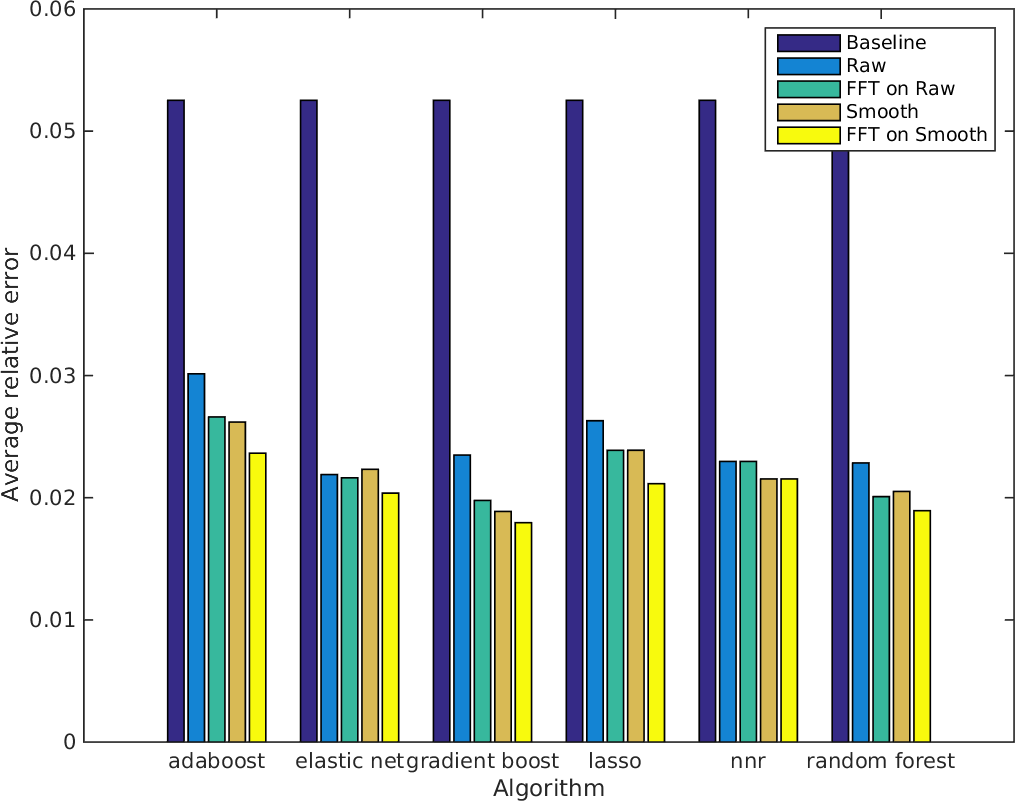 0.06
0.05
0.04
0.03
0.02
0.01
0
Average relative error
Baseline
Raw
FFT on Raw
Smooth
FFT on Smooth
adaboost elastic net gradient boost lasso nnr random forest
Algorithm